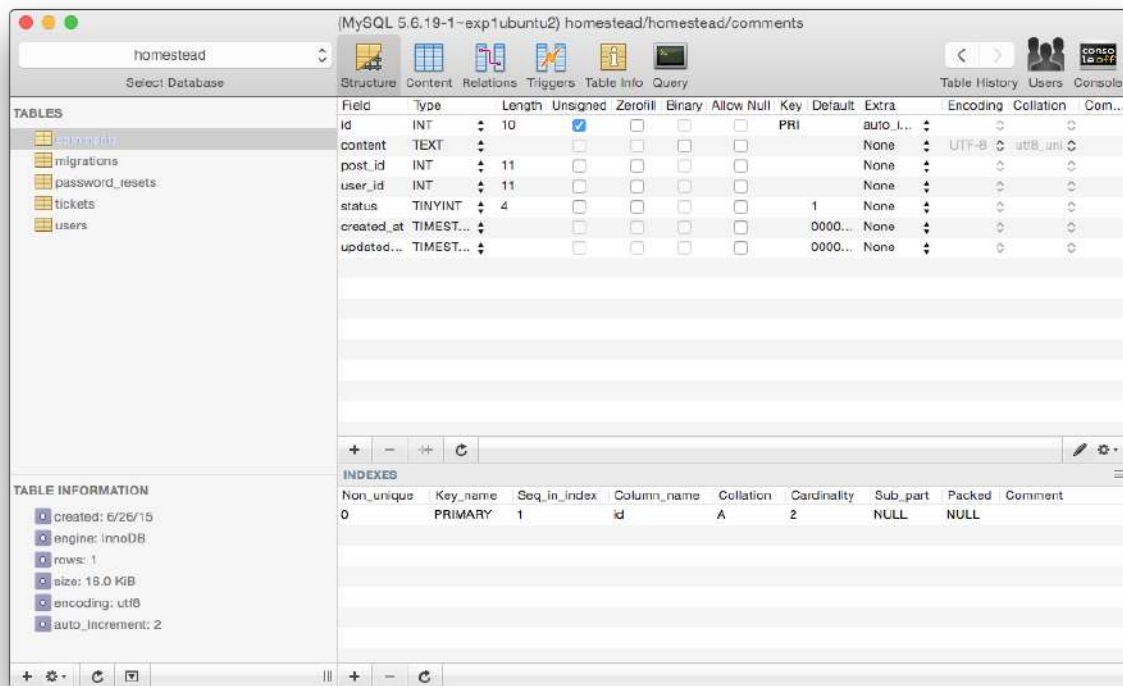 (MySQL 5.6.19-1~exp1ubuntu2) homestead/homestead/comments
homestead
Select Database
Structure Content Relations Triggers Table Info Query
conso
le off
Table History Users Console
TABLES
migrations
password_resets
tickets
users
Field Type Length Unsigned Zerofill Binary Allow Null Key Default Extra Encoding Collation Com...
id INT 10 PRI auto_i...
content TEXT None UTF-8 utf8_uni
post_id INT 11 None
user_id INT 11 None
status TINYINT 4 1 None
created_at TIMEST... 0000... None
updated... TIMEST... 0000... None
INDEXES
Non_unique Key_name Seq_in_index Column_name Collation Cardinality Sub_part Packed Comment
0 PRIMARY 1 id A 2 NULL NULL
TABLE INFORMATION
created: 6/26/15
engine: InnoDB
rows: 1
size: 16.0 KiB
encoding: utf8
auto_increment: 2